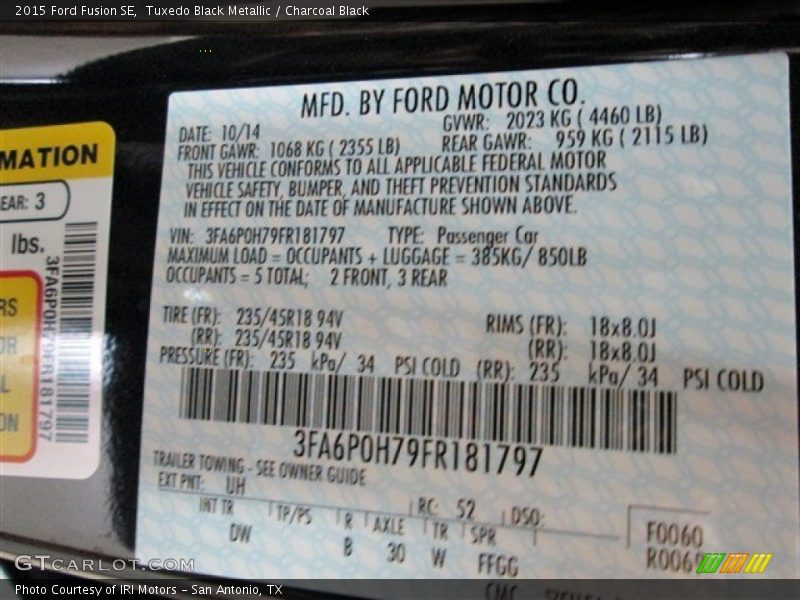 2015 Ford Fusion SE, Tuxedo Black Metallic / Charcoal Black
MFD. BY FORD MOTOR CO.
DATE: 10/14
GVWR: 2023 KG ( 4460 LB)
FRONT GAWR: 1068 KG ( 2355 LB)
REAR GAWR: 959 KG ( 2115 LB)
THIS VEHICLE CONFORMS TO ALL APPLICABLE FEDERAL MOTOR
VEHICLE SAFETY, BUMPER, AND THEFT PREVENTION STANDARDS
IN EFFECT ON THE DATE OF MANUFACTURE SHOWN ABOVE.
VIN: 3FA6P0H79FR181797 TYPE: Passenger Car
MAXIMUM LOAD = OCCUPANTS + LUGGAGE = 385KG/ 850LB
OCCUPANTS = 5 TOTAL; 2 FRONT, 3 REAR
TIRE (FR): 235/45R18 94V RIMS (FR): 18x8.0J
(RR): 235/45R18 94V (RR): 18x8.0J
PRESSURE (FR): 235 kPa/ 34 PSI COLD (RR): 235 kPa/ 34 PSI COLD
3FA6P0H79FR181797
TRAILER TOWING - SEE OWNER GUIDE
EXT PNT: UH RC: 52 DSO:
INT TR TP/PS R AXLE TR SPR
DW B 30 W FFGG
F0060
MATION
EAR: 3
lbs.
3FA6P0H79FR181797
RS
OR
L
ON
GTCARLOT.COM
Photo Courtesy of IRI Motors - San Antonio, TX